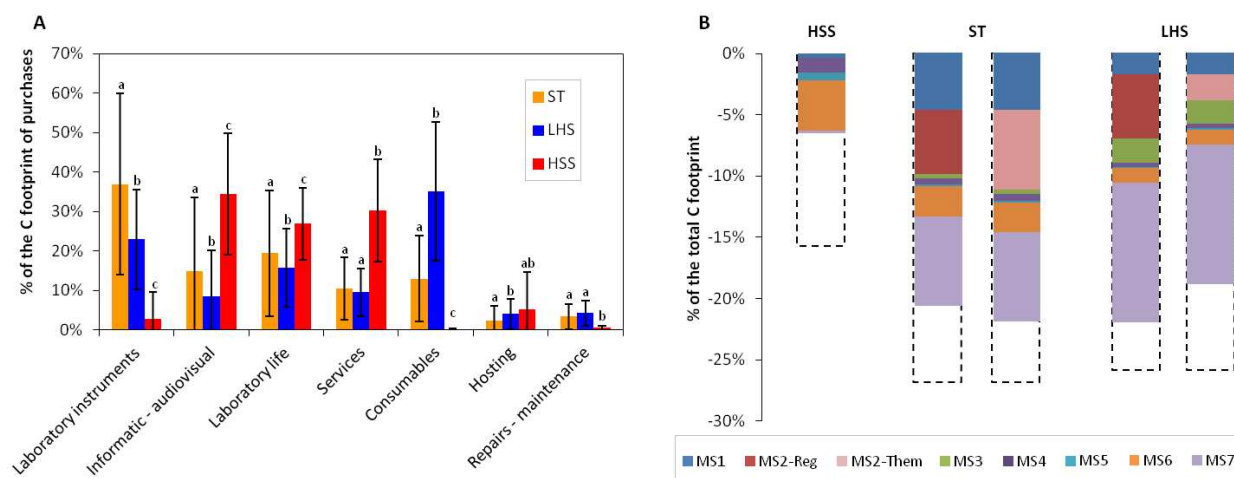 A
% of the C footprint of purchases
70%
60%
50%
40%
30%
20%
10%
0%
ST
LHS
HSS
a b c
a b c
a b c
a a b
a b c
a b ab
a a b
Laboratory instruments
Informatic - audiovisual
Laboratory life
Services
Consumables
Hosting
Repairs - maintenance
B
HSS ST LHS
% of the total C footprint
0%
-5%
-10%
-15%
-20%
-25%
-30%
MS1 MS2-Reg MS2-Them MS3 MS4 MS5 MS6 MS7